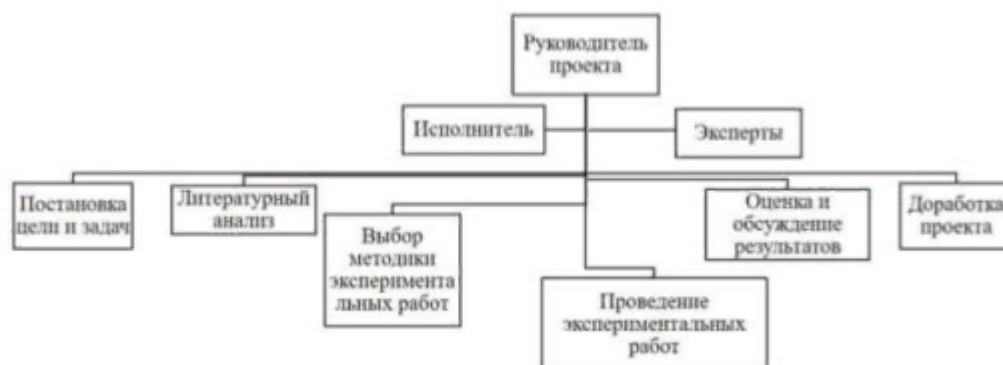 Руководитель
проекта
Исполнитель
Эксперты
Постановка
цели и задач
Литературный
анализ
Выбор
методики
эксперимента
льных работ
Проведение
экспериментальных
работ
Оценка и
обсуждение
результатов
Доработка
проекта